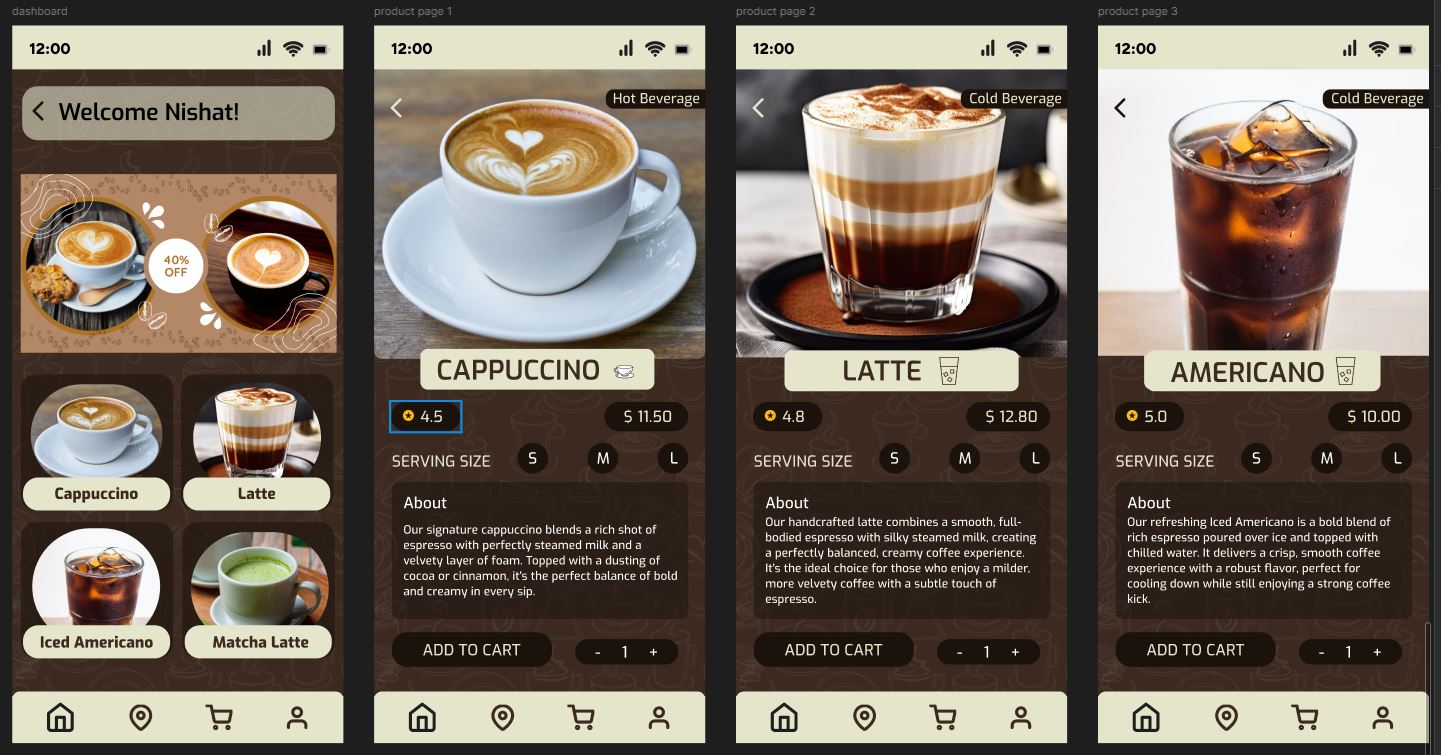 dashboard
12:00
Welcome Nishat!
40%
OFF
Cappuccino
Latte
Iced Americano
Matcha Latte
product page 1
12:00
Hot Beverage
CAPPUCCINO
4.5
$ 11.50
SERVING SIZE
S
M
L
About
Our signature cappuccino blends a rich shot of
espresso with perfectly steamed milk and a
velvety layer of foam. Topped with a dusting of
cocoa or cinnamon, it's the perfect balance of bold
and creamy in every sip.
ADD TO CART
- 1 +
product page 2
12:00
Cold Beverage
LATTE
4.8
$ 12.80
SERVING SIZE
S
M
L
About
Our handcrafted latte combines a smooth, full-
bodied espresso with silky steamed milk, creating
a perfectly balanced, creamy coffee experience.
It's the ideal choice for those who enjoy a milder,
more velvety coffee with a subtle touch of
espresso.
ADD TO CART
- 1 +
product page 3
12:00
Cold Beverage
AMERICANO
5.0
$ 10.00
SERVING SIZE
S
M
L
About
Our refreshing Iced Americano is a bold blend of
rich espresso poured over ice and topped with
chilled water. It delivers a crisp, smooth coffee
experience with a robust flavor, perfect for
cooling down while still enjoying a strong coffee
kick.
ADD TO CART
- 1 +